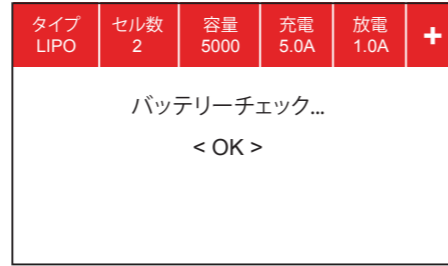 タイプ セル数 容量 充電 放電 +
LIPO 2 5000 5.0A 1.0A
バッテリーチェック...
< OK >